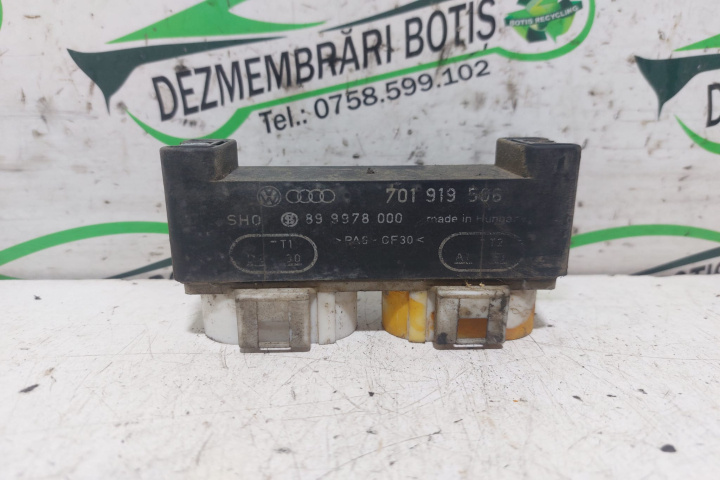 BOTIS RECYCLING
DEZMEMBRĂRI BOTIȘ
Tel.: 0758.599.102
701 919 506
SHO 89 9978 000 made in Hungary
>PA6-GF30<
T1 T2